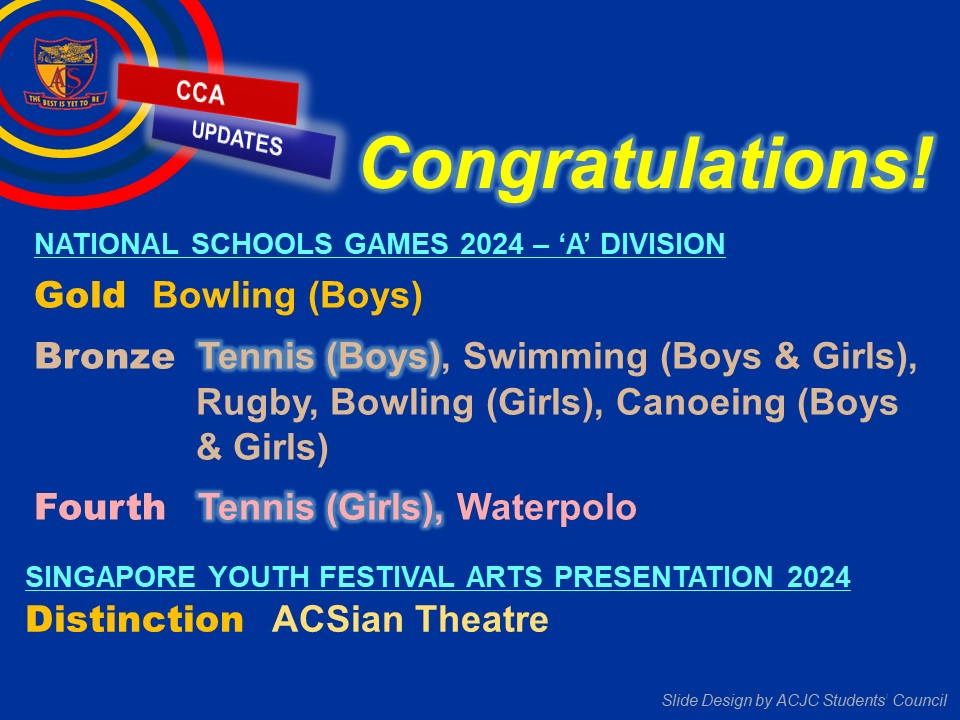 ACS
THE BEST IS YET TO BE
CCA
UPDATES
Congratulations!
NATIONAL SCHOOLS GAMES 2024 – ‘A’ DIVISION
Gold Bowling (Boys)
Bronze Tennis (Boys), Swimming (Boys & Girls),
Rugby, Bowling (Girls), Canoeing (Boys
& Girls)
Fourth Tennis (Girls), Waterpolo
SINGAPORE YOUTH FESTIVAL ARTS PRESENTATION 2024
Distinction ACSian Theatre
Slide Design by ACJC Students’ Council